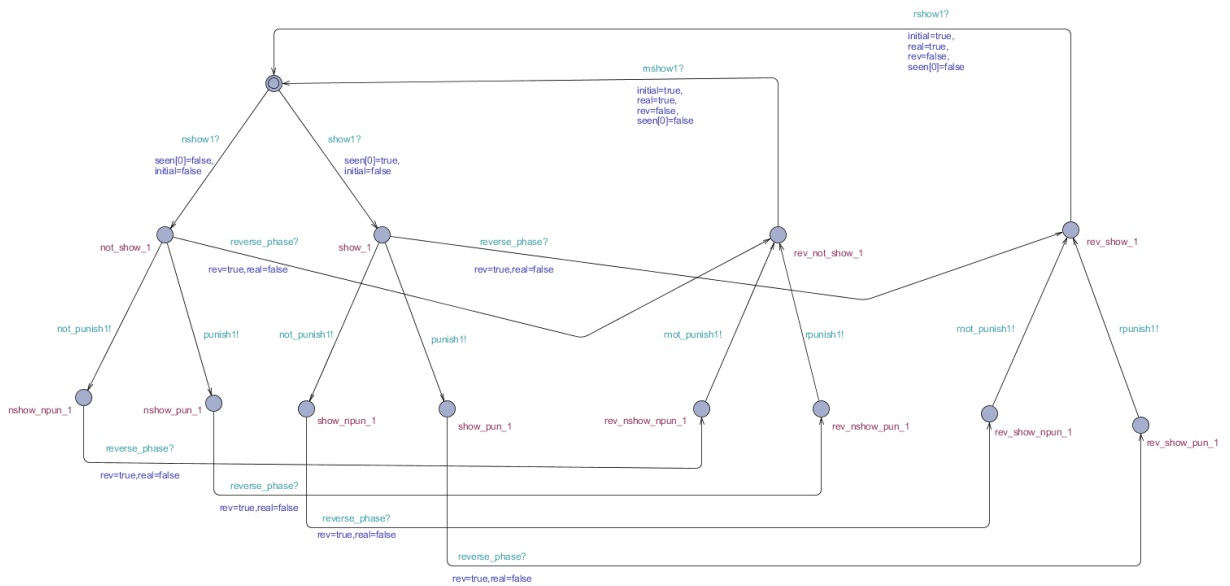 rshow1?
initial=true,
real=true,
rev=false,
seen[0]=false
rnshow1?
initial=true,
real=true,
rev=false,
seen[0]=false
nshow1?
show1?
seen[0]=false,
initial=false
seen[0]=true,
initial=false
not_show_1
reverse_phase?
rev=true,real=false
show_1
reverse_phase?
rev=true,real=false
rev_not_show_1
rev_show_1
not_punish1!
punish1!
not_punish1!
punish1!
rnot_punish1!
rpunish1!
rnot_punish1!
rpunish1!
nshow_npun_1
nshow_pun_1
show_npun_1
show_pun_1
rev_nshow_npun_1
rev_nshow_pun_1
rev_show_npun_1
rev_show_pun_1
reverse_phase?
rev=true,real=false
reverse_phase?
rev=true,real=false
reverse_phase?
rev=true,real=false
reverse_phase?
rev=true,real=false